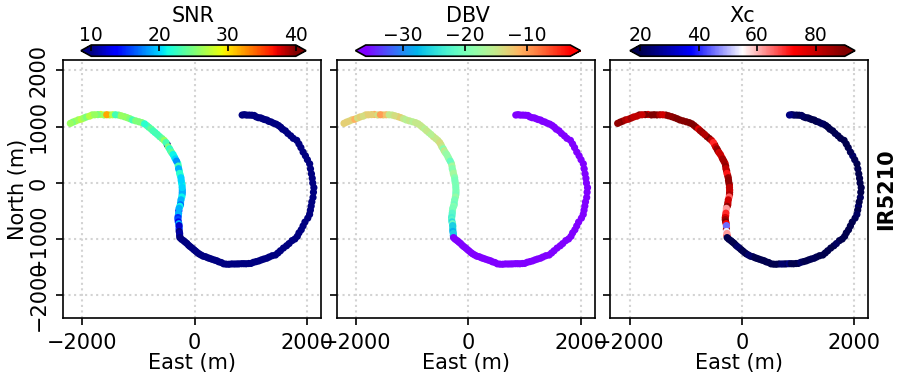 SNR DBV Xc
10 20 30 40 −30 −20 −10 20 40 60 80
North (m)
2000
1000
0
−1000
−2000
−2000 0 2000 −2000 0 2000 −2000 0 2000
East (m) East (m) East (m)
IR5210